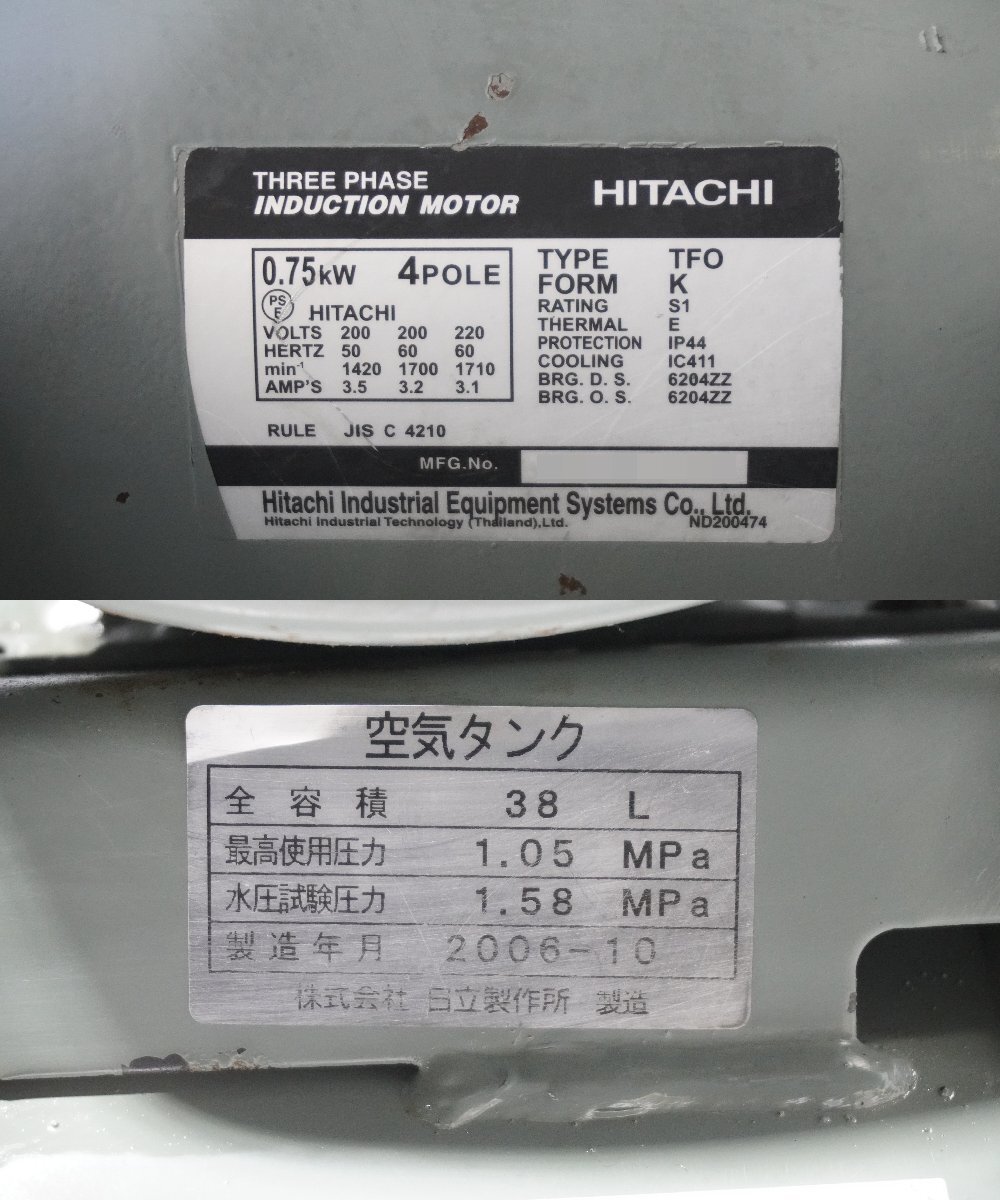 THREE PHASE
INDUCTION MOTOR
HITACHI
0.75kW 4POLE
PS
E
HITACHI
VOLTS 200 200 220
HERTZ 50 60 60
min-1 1420 1700 1710
AMP'S 3.5 3.2 3.1
TYPE TFO
FORM K
RATING S1
THERMAL E
PROTECTION IP44
COOLING IC411
BRG. D. S. 6204ZZ
BRG. O. S. 6204ZZ
RULE JIS C 4210
MFG.No.
Hitachi Industrial Equipment Systems Co., Ltd.
Hitachi Industrial Technology (Thailand),Ltd. ND200474
空気タンク
全容積 38 L
最高使用圧力 1.05 MPa
水圧試験圧力 1.58 MPa
製造年月 2006-10
株式会社 日立製作所 製造